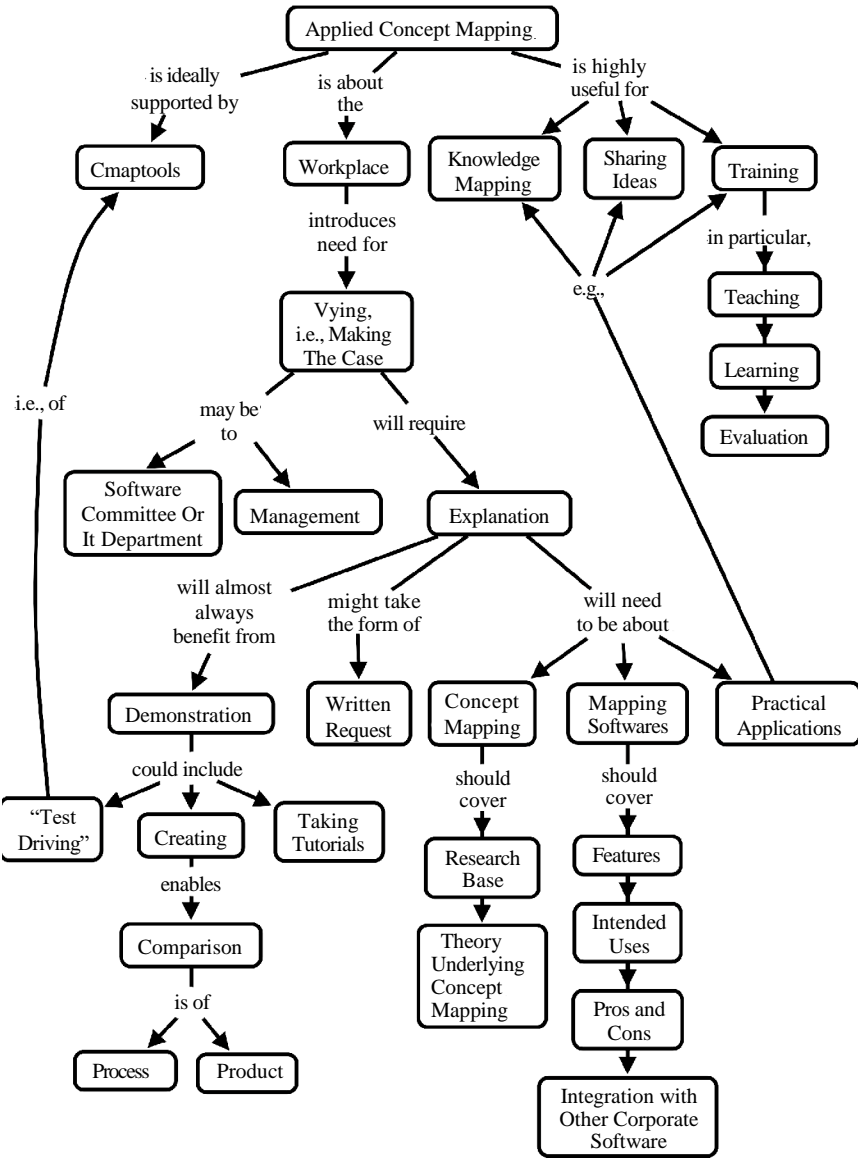 Applied Concept Mapping.
is ideally
supported by
is about
the
is highly
useful for
Cmaptools
Workplace
Knowledge
Mapping
Sharing
Ideas
Training
introduces
need for
in particular,
e.g.,
Teaching
Vying,
i.e., Making
The Case
Learning
i.e., of
may be
to
will require
Evaluation
Software
Committee Or
It Department
Management
Explanation
will almost
always
benefit from
might take
the form of
will need
to be about
Demonstration
Written
Request
Concept
Mapping
Mapping
Softwares
Practical
Applications
could include
should
cover
should
cover
“Test
Driving”
Creating
Taking
Tutorials
Research
Base
Features
enables
Comparison
Theory
Underlying
Concept
Mapping
Intended
Uses
is of
Pros and
Cons
Process
Product
Integration with
Other Corporate
Software